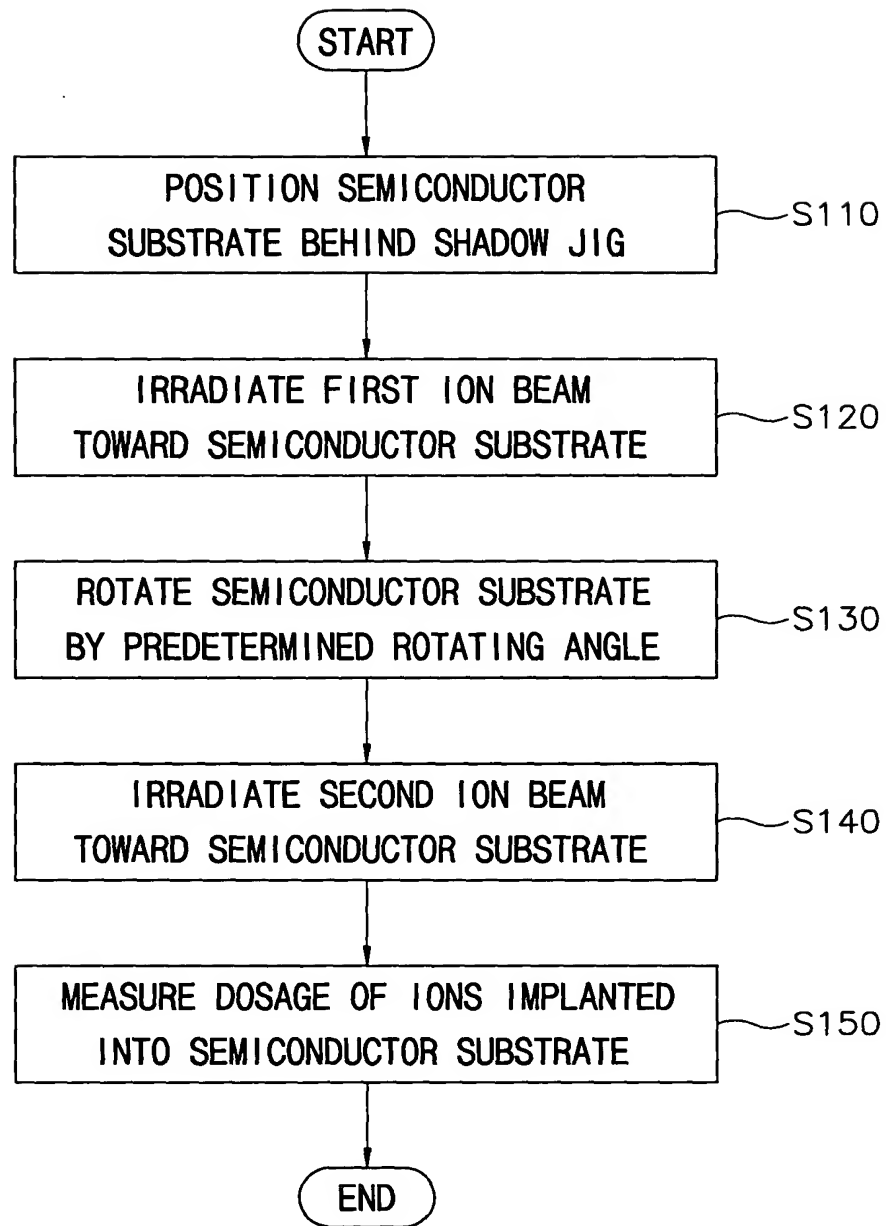 START
POSITION SEMICONDUCTOR
SUBSTRATE BEHIND SHADOW JIG
S110
IRRADIATE FIRST ION BEAM
TOWARD SEMICONDUCTOR SUBSTRATE
S120
ROTATE SEMICONDUCTOR SUBSTRATE
BY PREDETERMINED ROTATING ANGLE
S130
IRRADIATE SECOND ION BEAM
TOWARD SEMICONDUCTOR SUBSTRATE
S140
MEASURE DOSAGE OF IONS IMPLANTED
INTO SEMICONDUCTOR SUBSTRATE
S150
END